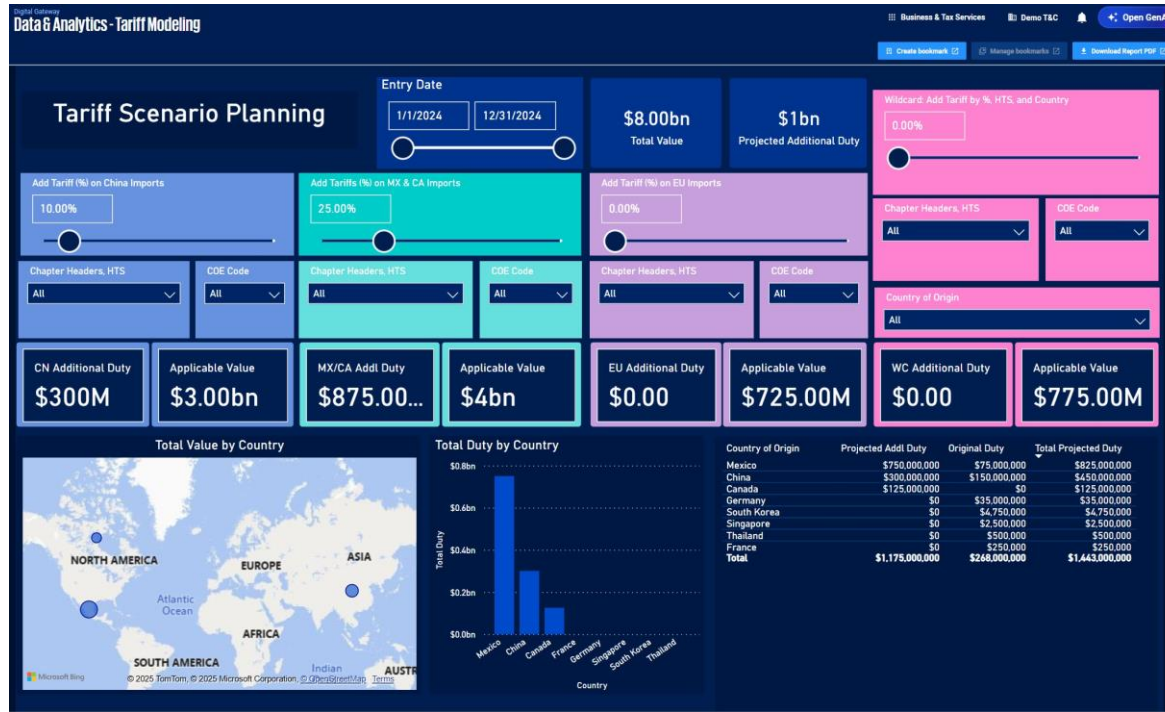 Digital Gateway
Data & Analytics - Tariff Modeling
Business & Tax Services
Demo T&C
Open GenA
Create bookmark
Manage bookmarks
Download Report PDF
Tariff Scenario Planning
Entry Date
1/1/2024
12/31/2024
$8.00bn
Total Value
$1bn
Projected Additional Duty
Wildcard: Add Tariff by %, HTS, and Country
0.00%
Add Tariff (%) on China Imports
10.00%
Add Tariffs (%) on MX & CA Imports
25.00%
Add Tariff (%) on EU Imports
0.00%
Chapter Headers, HTS
All
COE Code
All
Chapter Headers, HTS
All
COE Code
All
Chapter Headers, HTS
All
COE Code
All
Chapter Headers, HTS
All
COE Code
All
Country of Origin
All
CN Additional Duty
$300M
Applicable Value
$3.00bn
MX/CA Addl Duty
$875.00...
Applicable Value
$4bn
EU Additional Duty
$0.00
Applicable Value
$725.00M
WC Additional Duty
$0.00
Applicable Value
$775.00M
Total Value by Country
NORTH AMERICA
EUROPE
ASIA
Atlantic
Ocean
AFRICA
SOUTH AMERICA
Indian
AUSTR
Microsoft Bing
© 2025 TomTom, © 2025 Microsoft Corporation, © OpenStreetMap Terms
Total Duty by Country
$0.8bn
$0.6bn
$0.4bn
$0.2bn
$0.0bn
Total Duty
Mexico
China
Canada
France
Germany
Singapore
South Korea
Thailand
Country
Country of Origin Projected Addl Duty Original Duty Total Projected Duty
Mexico $750,000,000 $75,000,000 $825,000,000
China $300,000,000 $150,000,000 $450,000,000
Canada $125,000,000 $0 $125,000,000
Germany $0 $35,000,000 $35,000,000
South Korea $0 $4,750,000 $4,750,000
Singapore $0 $2,500,000 $2,500,000
Thailand $0 $500,000 $500,000
France $0 $250,000 $250,000
Total $1,175,000,000 $268,000,000 $1,443,000,000